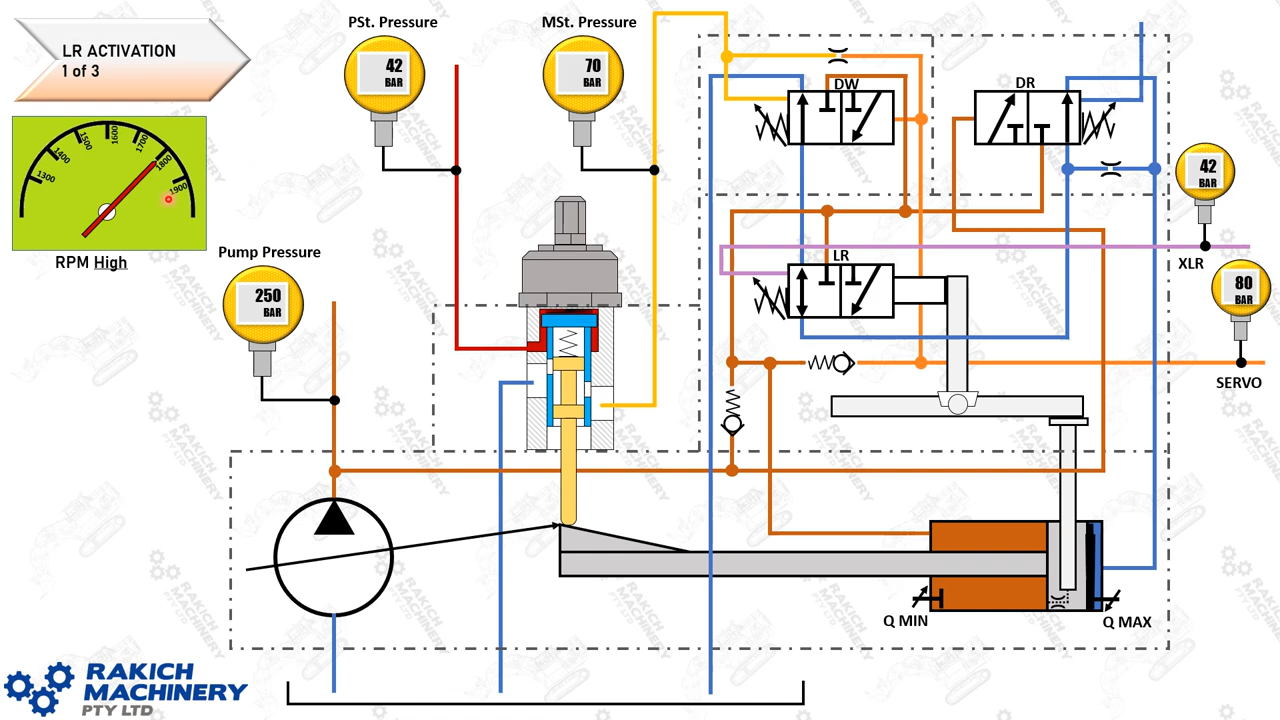 LR ACTIVATION
1 of 3
PSt. Pressure
42
BAR
MSt. Pressure
70
BAR
1300
1400
1500
1600
1700
1800
1900
RPM High
Pump Pressure
250
BAR
DW
DR
LR
42
BAR
XLR
80
BAR
SERVO
Q MIN
Q MAX
RAKICH
MACHINERY
PTY LTD